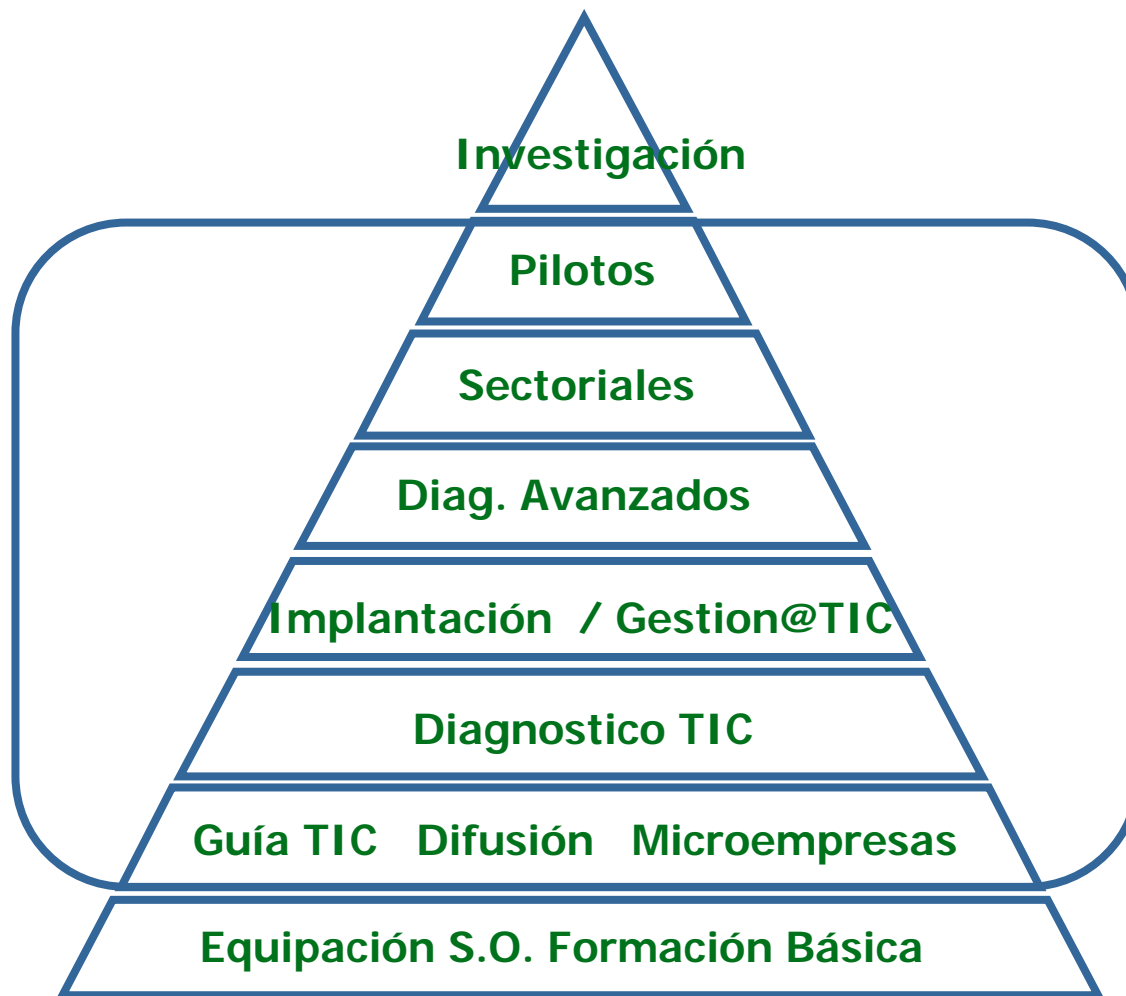 Investigación
Pilotos
Sectoriales
Diag. Avanzados
Implantación / Gestion@TIC
Diagnostico TIC
Guía TIC Difusión Microempresas
Equipación S.O. Formación Básica